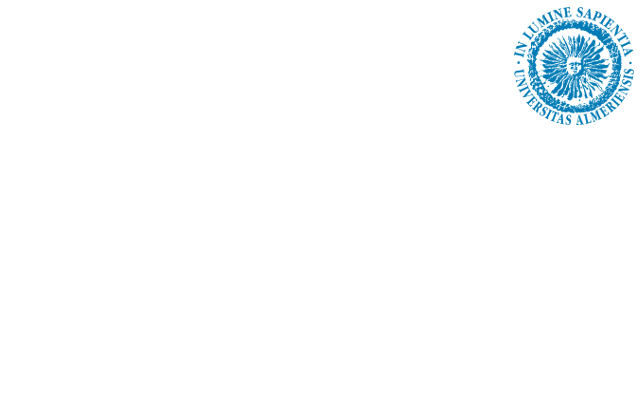 · IN LUMINE SAPIENTIA ·
UNIVERSITAS ALMERIENSIS